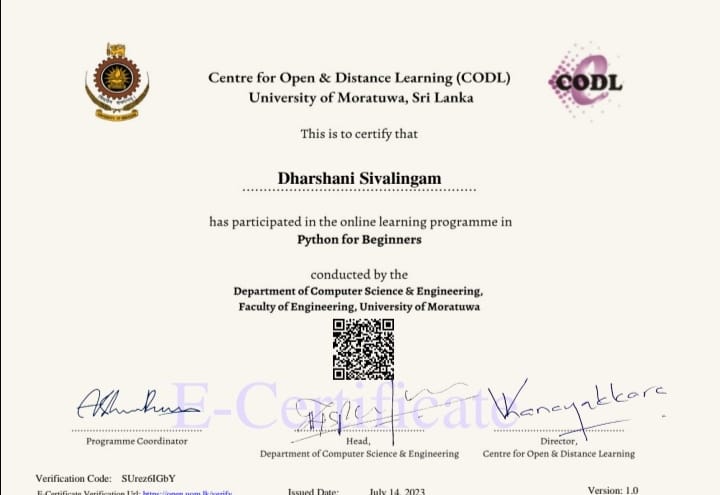 Centre for Open & Distance Learning (CODL)
University of Moratuwa, Sri Lanka
CODL
This is to certify that
Dharshani Sivalingam
has participated in the online learning programme in
Python for Beginners
conducted by the
Department of Computer Science & Engineering,
Faculty of Engineering, University of Moratuwa
E-Certificate
Programme Coordinator
Head,
Department of Computer Science & Engineering
Director,
Centre for Open & Distance Learning
Verification Code: SUrez6IGbY
E-Certificate Verification Url: https://open.uom.lk/verify
Issued Date: July 14, 2023
Version: 1.0